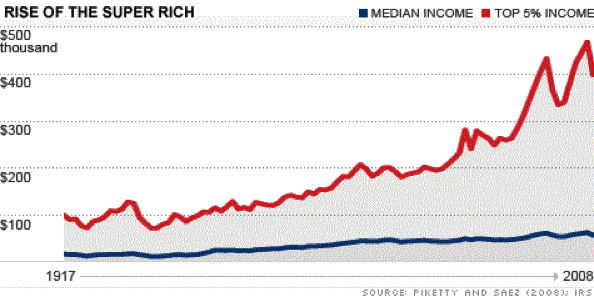 RISE OF THE SUPER RICH
MEDIAN INCOME TOP 5% INCOME
$500
thousand
$400
$300
$200
$100
1917 2008
SOURCE: PIKETTY AND SAEZ (2008); IRS